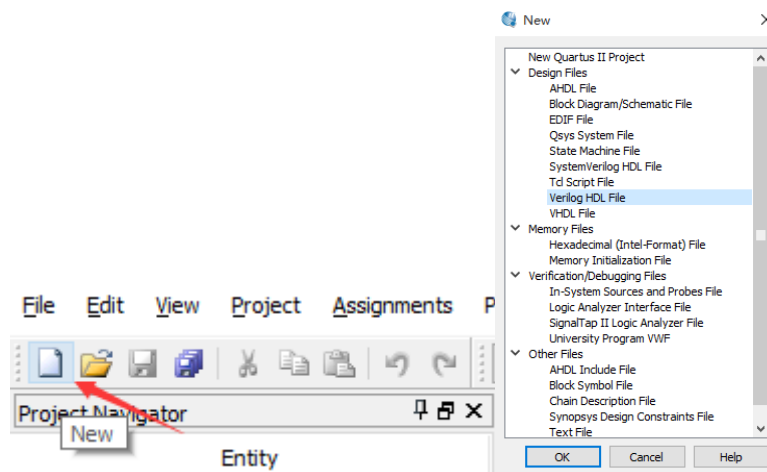 File Edit View Project Assignments P
Project Navigator
New
Entity
New
New Quartus II Project
Design Files
AHDL File
Block Diagram/Schematic File
EDIF File
Qsys System File
State Machine File
SystemVerilog HDL File
Tcl Script File
Verilog HDL File
VHDL File
Memory Files
Hexadecimal (Intel-Format) File
Memory Initialization File
Verification/Debugging Files
In-System Sources and Probes File
Logic Analyzer Interface File
SignalTap II Logic Analyzer File
University Program VWF
Other Files
AHDL Include File
Block Symbol File
Chain Description File
Synopsys Design Constraints File
Text File
OK Cancel Help